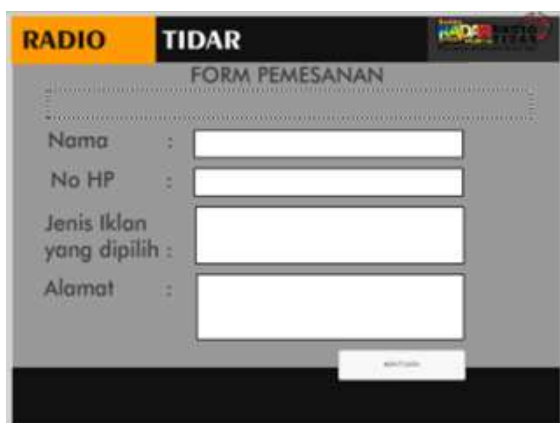 RADIO TIDAR
FORM PEMESANAN
Nama :
No HP :
Jenis Iklan
yang dipilih :
Alamat :